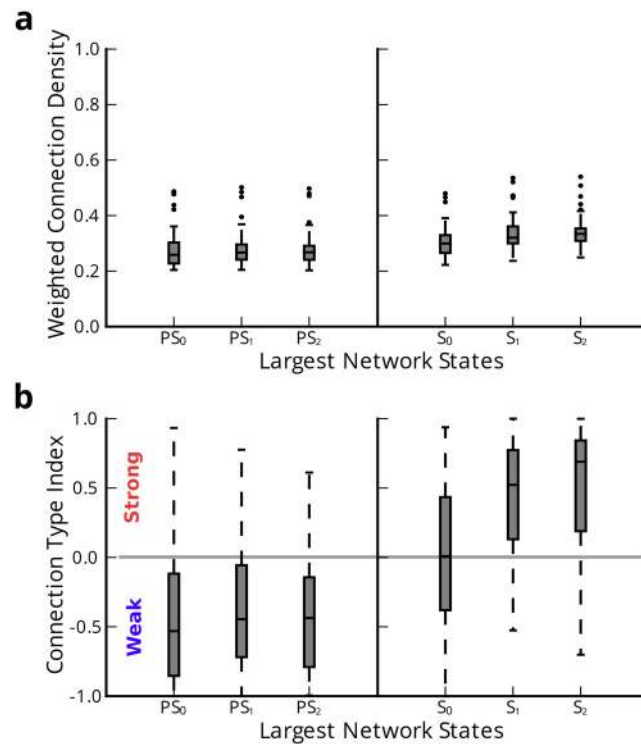 a
Weighted Connection Density
1.0
0.8
0.6
0.4
0.2
0.0
PS₀ PS₁ PS₂ S₀ S₁ S₂
Largest Network States
b
Connection Type Index
Strong
Weak
1.0
0.5
0.0
-0.5
-1.0
PS₀ PS₁ PS₂ S₀ S₁ S₂
Largest Network States